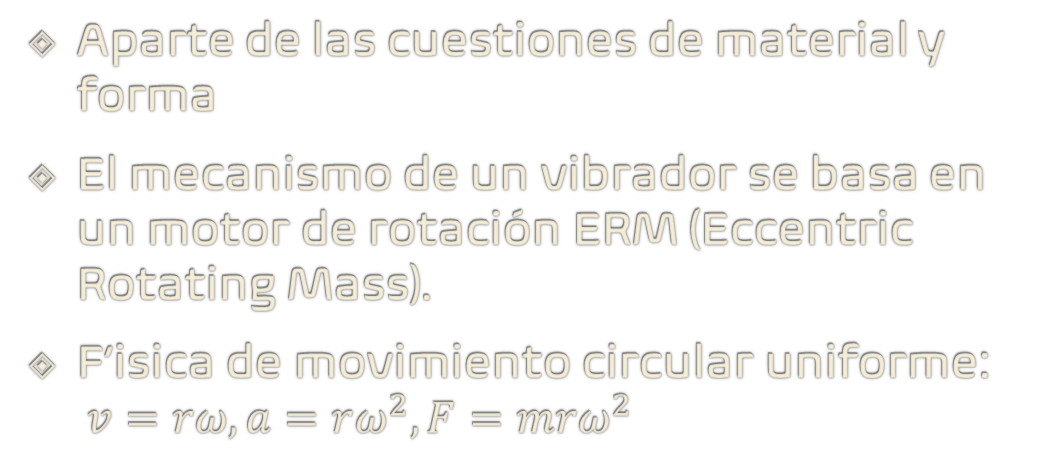 Aparte de las cuestiones de material y
forma
El mecanismo de un vibrador se basa en
un motor de rotación ERM (Eccentric
Rotating Mass).
F'isica de movimiento circular uniforme:
v = rω, a = rω², F = mrω²